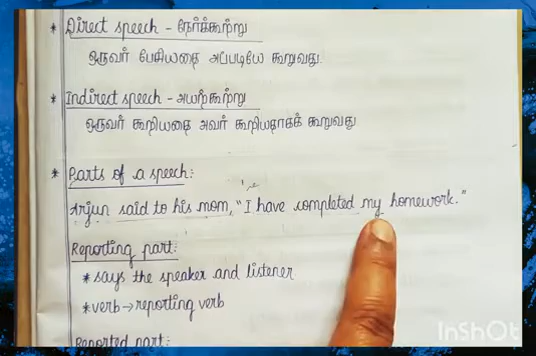 * Direct speech - நேர்க்கூற்று
ஒருவர் பேசியதை அப்படியே கூறுவது.
* Indirect speech - அயற்கூற்று
ஒருவர் கூறியதை அவர் கூறியதாகக் கூறுவது
* Parts of a speech:
Arjun said to his mom, "I have completed my homework."
Reporting part:
* says the speaker and listener
* verb → reporting verb
Reported part:
InShOt